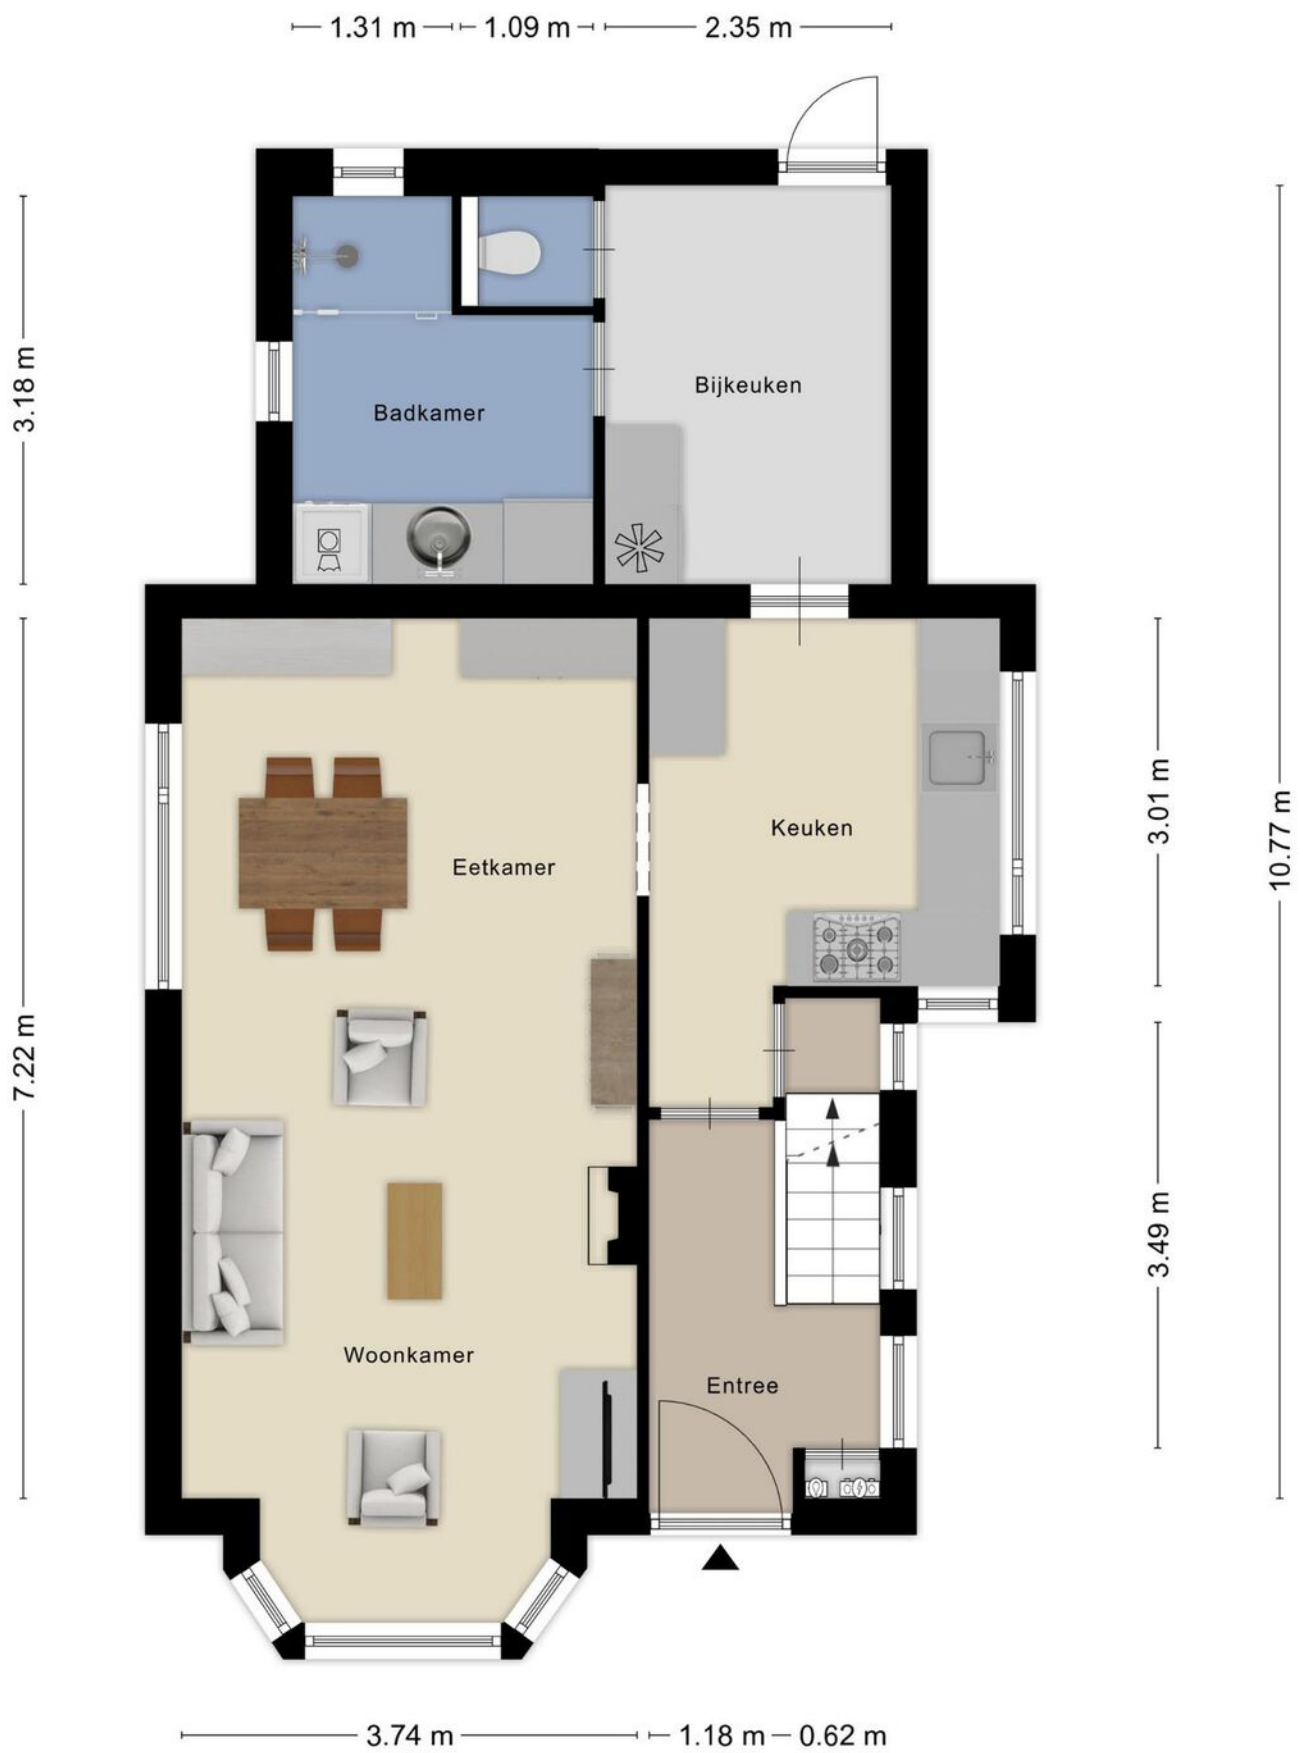 1.31 m
1.09 m
2.35 m
3.18 m
Badkamer
Bijkeuken
7.22 m
Eetkamer
Keuken
3.01 m
10.77 m
3.49 m
Woonkamer
Entree
3.74 m
1.18 m
0.62 m